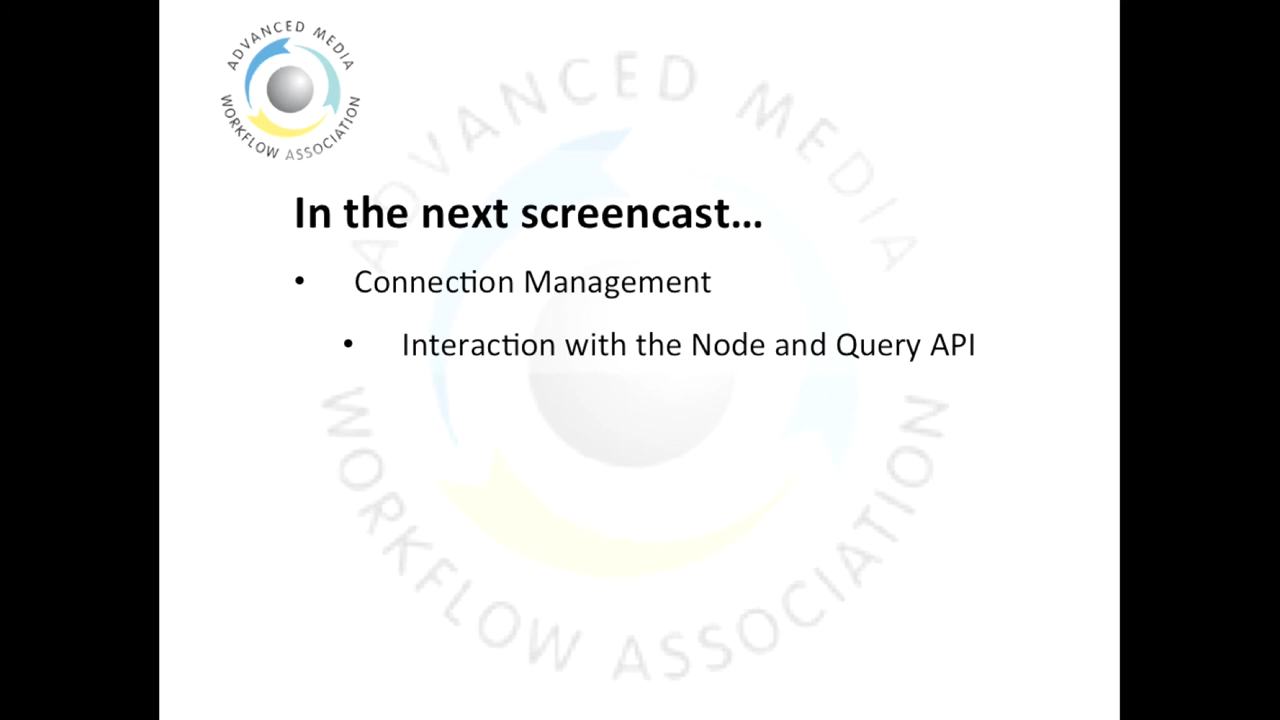 ADVANCED MEDIA
WORKFLOW ASSOCIATION
ADVANCED MEDIA
WORKFLOW ASSOCIATION
In the next screencast...
• Connection Management
• Interaction with the Node and Query API